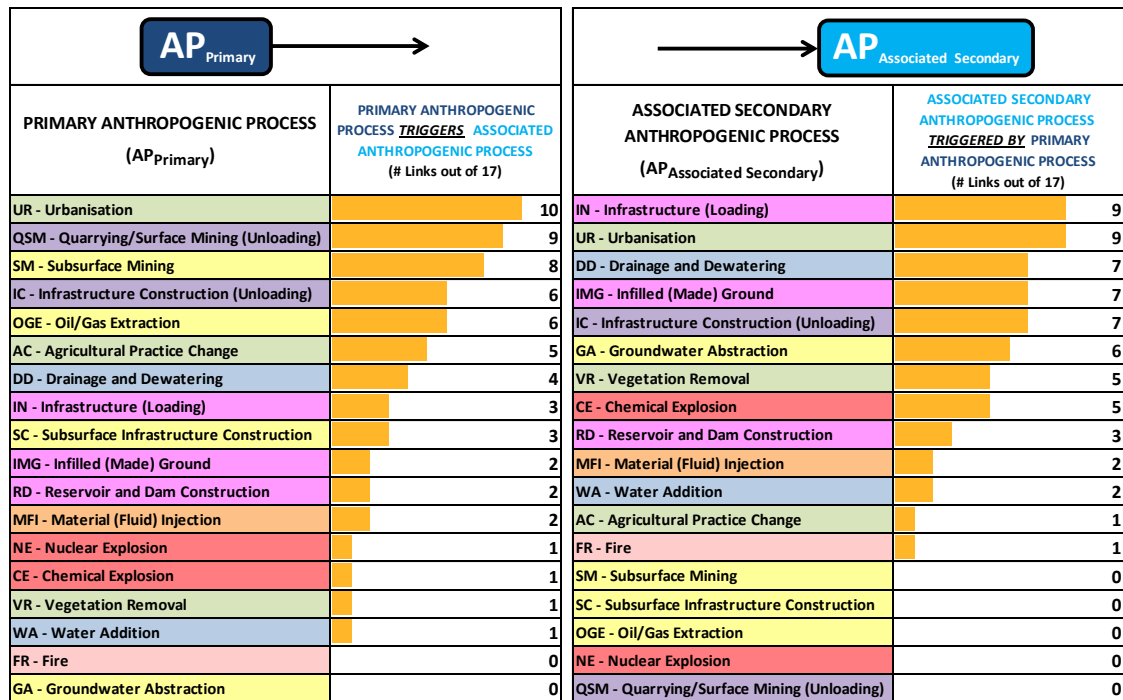 AP Primary
PRIMARY ANTHROPOGENIC PROCESS
(AP Primary)
PRIMARY ANTHROPOGENIC
PROCESS TRIGGERS ASSOCIATED
ANTHROPOGENIC PROCESS
(# Links out of 17)
UR - Urbanisation 10
QSM - Quarrying/Surface Mining (Unloading) 9
SM - Subsurface Mining 8
IC - Infrastructure Construction (Unloading) 6
OGE - Oil/Gas Extraction 6
AC - Agricultural Practice Change 5
DD - Drainage and Dewatering 4
IN - Infrastructure (Loading) 3
SC - Subsurface Infrastructure Construction 3
IMG - Infilled (Made) Ground 2
RD - Reservoir and Dam Construction 2
MFI - Material (Fluid) Injection 2
NE - Nuclear Explosion 1
CE - Chemical Explosion 1
VR - Vegetation Removal 1
WA - Water Addition 1
FR - Fire 0
GA - Groundwater Abstraction 0
AP Associated Secondary
ASSOCIATED SECONDARY
ANTHROPOGENIC PROCESS
(AP Associated Secondary)
ASSOCIATED SECONDARY
ANTHROPOGENIC PROCESS
TRIGGERED BY PRIMARY
ANTHROPOGENIC PROCESS
(# Links out of 17)
IN - Infrastructure (Loading) 9
UR - Urbanisation 9
DD - Drainage and Dewatering 7
IMG - Infilled (Made) Ground 7
IC - Infrastructure Construction (Unloading) 7
GA - Groundwater Abstraction 6
VR - Vegetation Removal 5
CE - Chemical Explosion 5
RD - Reservoir and Dam Construction 3
MFI - Material (Fluid) Injection 2
WA - Water Addition 2
AC - Agricultural Practice Change 1
FR - Fire 1
SM - Subsurface Mining 0
SC - Subsurface Infrastructure Construction 0
OGE - Oil/Gas Extraction 0
NE - Nuclear Explosion 0
QSM - Quarrying/Surface Mining (Unloading) 0